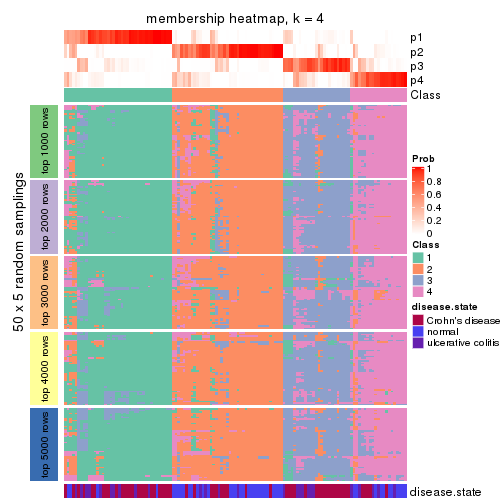 membership heatmap, k = 4
p1
p2
p3
p4
Class
50 x 5 random samplings
top 1000 rows
top 2000 rows
top 3000 rows
top 4000 rows
top 5000 rows
disease.state
Prob
1
0.8
0.6
0.4
0.2
0
Class
1
2
3
4
disease.state
Crohn's disease
normal
ulcerative colitis